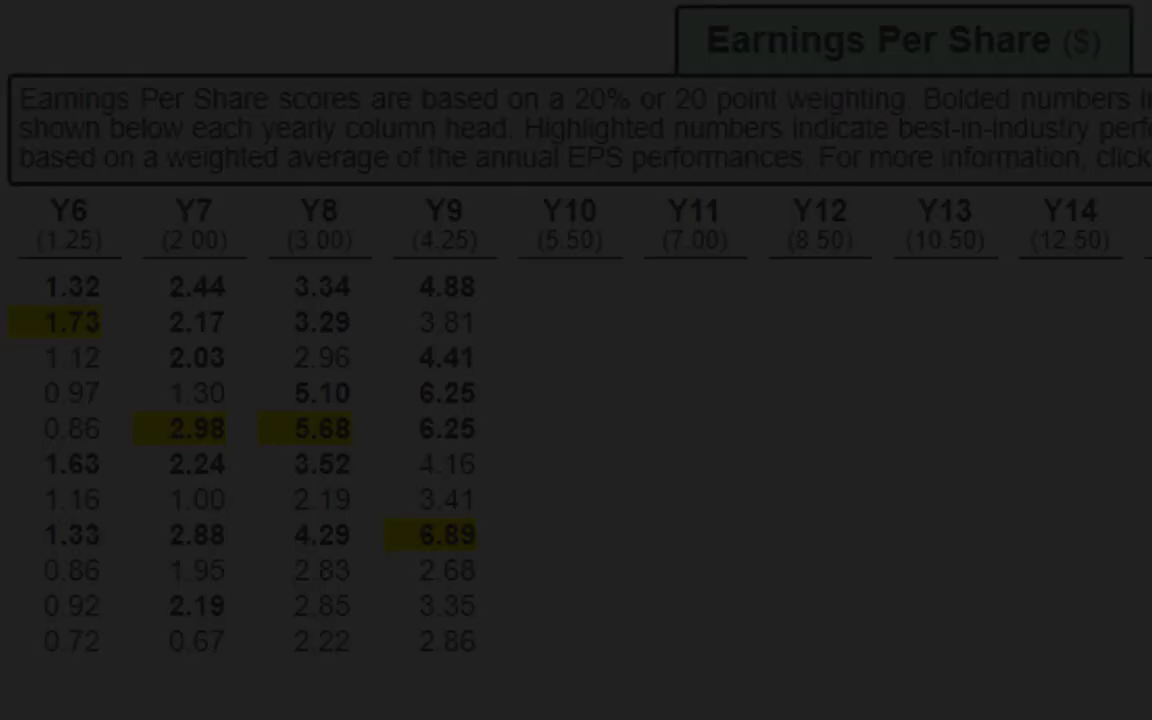 Earnings Per Share ($)
Earnings Per Share scores are based on a 20% or 20 point weighting. Bolded numbers
shown below each yearly column head. Highlighted numbers indicate best-in-industry
based on a weighted average of the annual EPS performances. For more information, click
Y6 Y7 Y8 Y9 Y10 Y11 Y12 Y13 Y14
(1.25) (2.00) (3.00) (4.25) (5.50) (7.00) (8.50) (10.50) (12.50)
1.32 2.44 3.34 4.88
1.73 2.17 3.29 3.81
1.12 2.03 2.96 4.41
0.97 1.30 5.10 6.25
0.86 2.98 5.68 6.25
1.63 2.24 3.52 4.16
1.16 1.00 2.19 3.41
1.33 2.88 4.29 6.89
0.86 1.95 2.83 2.68
0.92 2.19 2.85 3.35
0.72 0.67 2.22 2.86